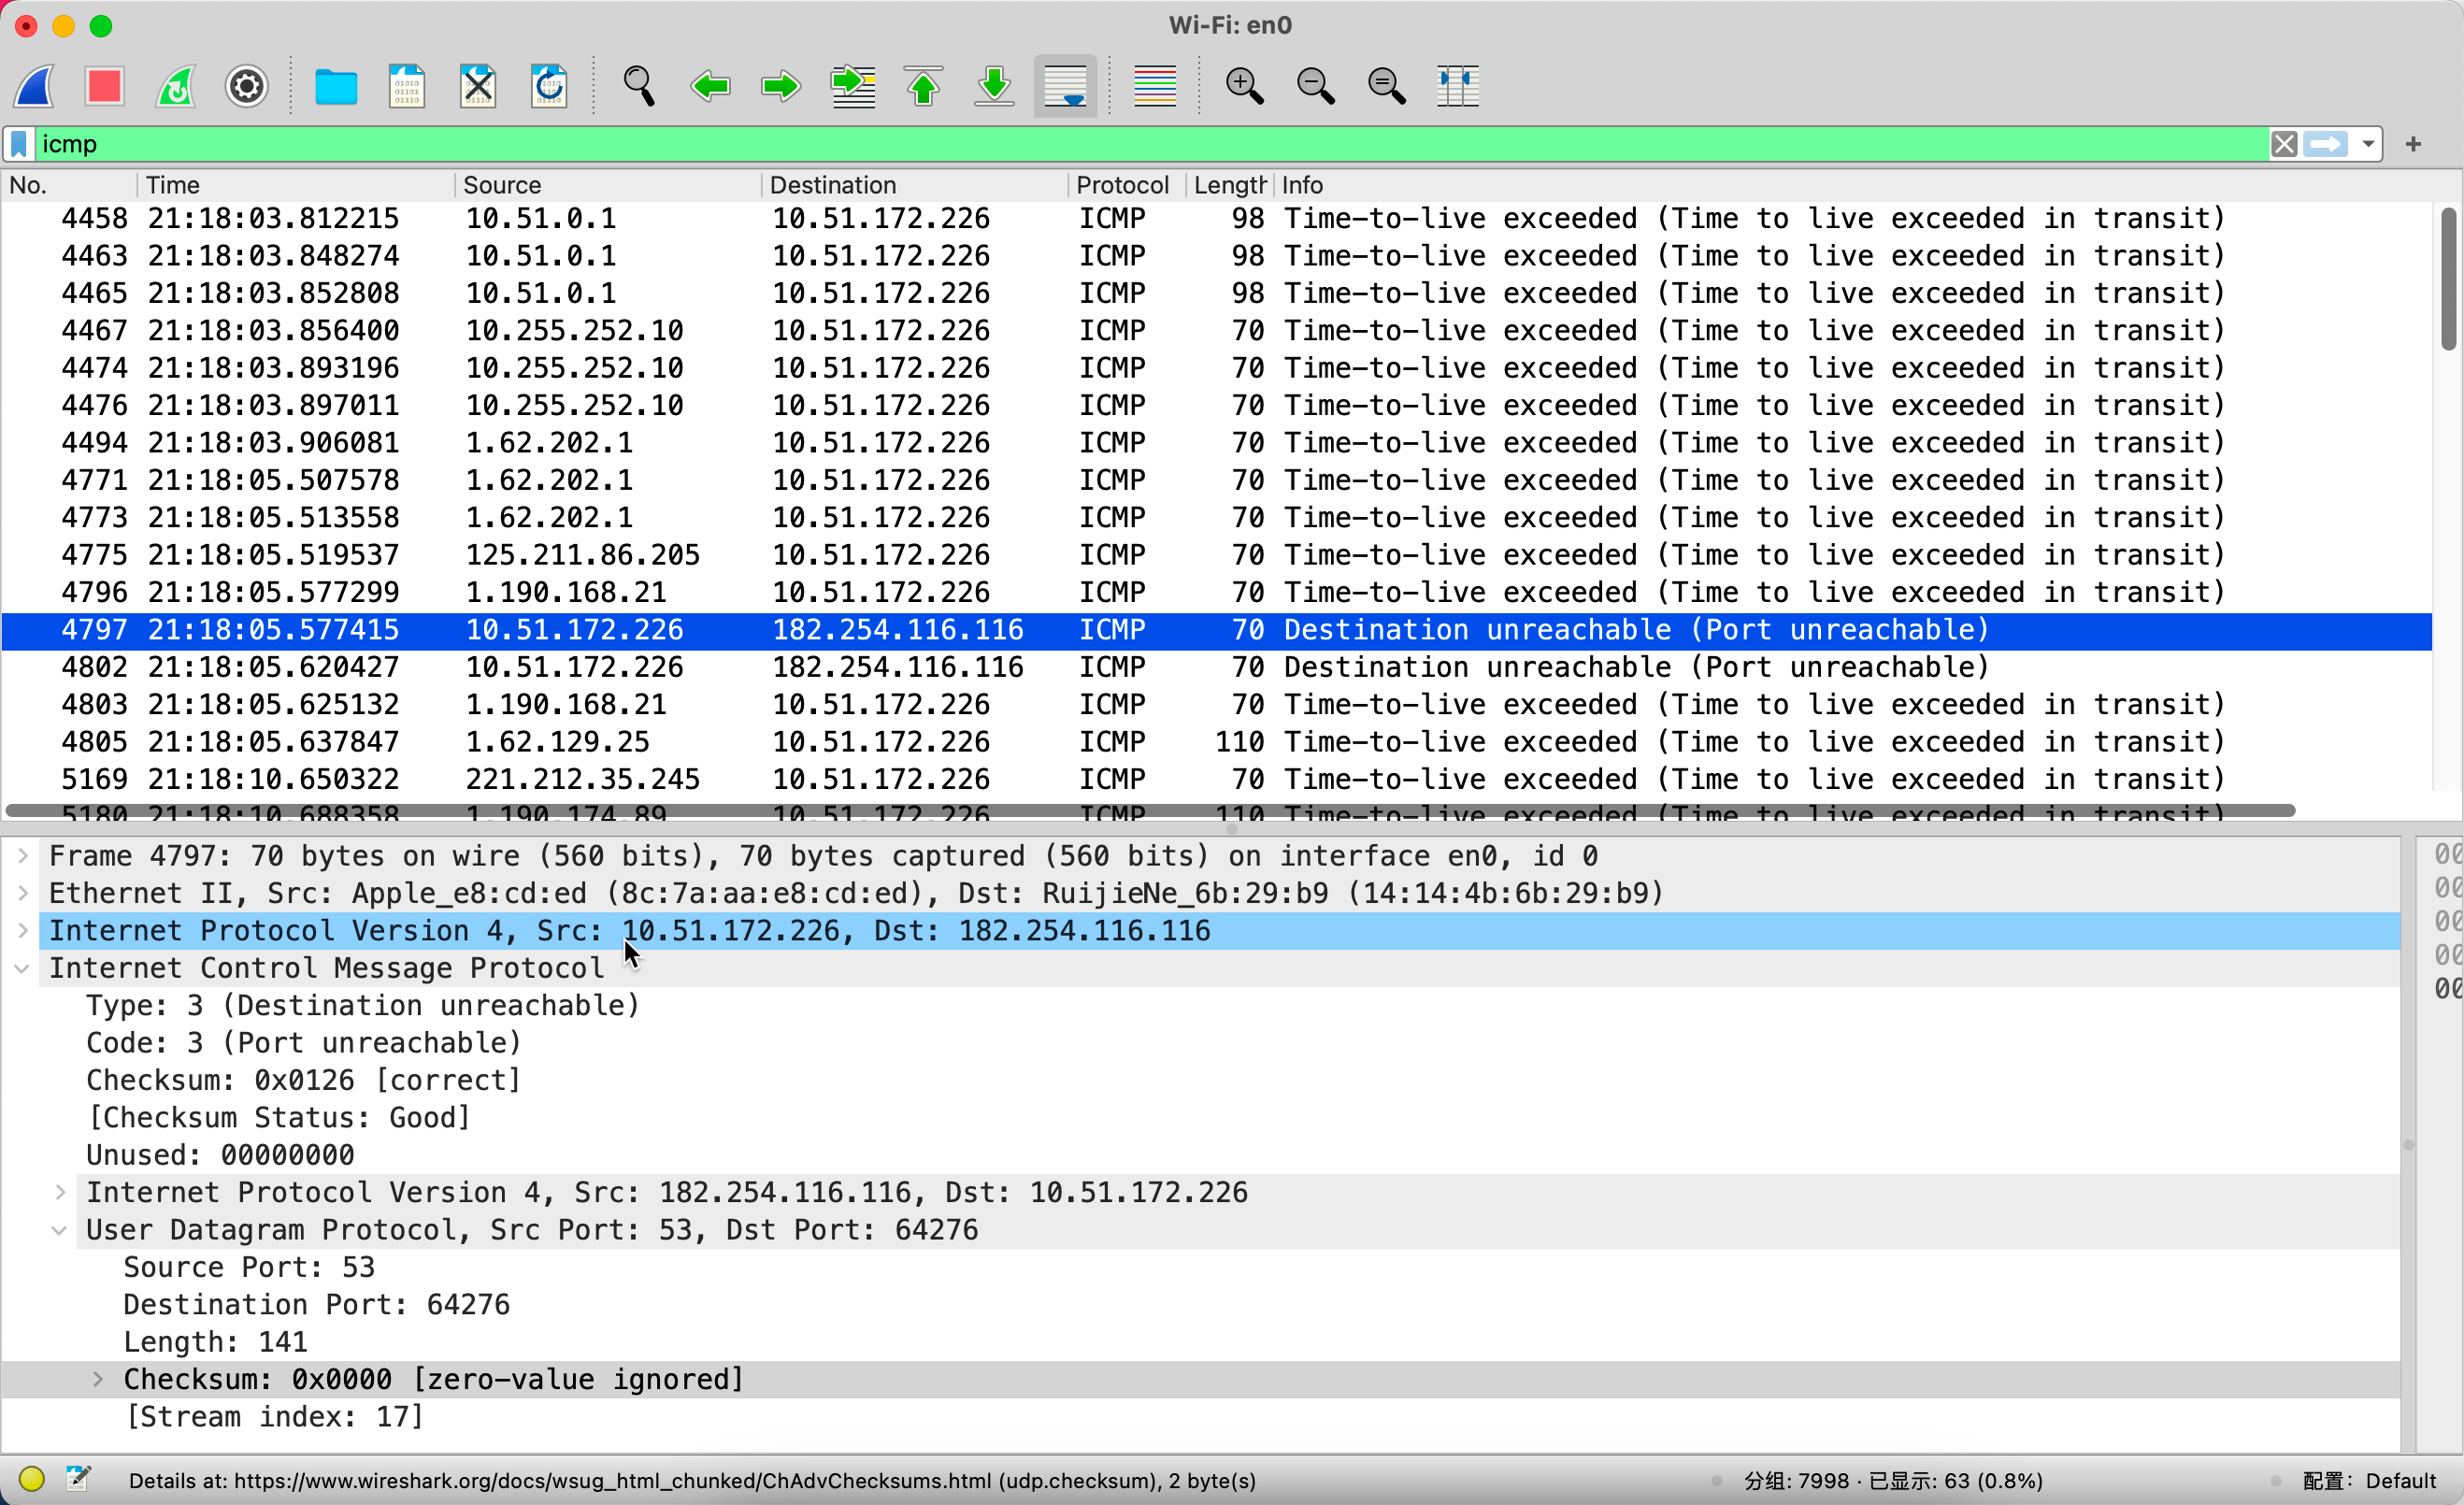 Wi-Fi: en0
icmp
No. Time Source Destination Protocol Length Info
4458 21:18:03.812215 10.51.0.1 10.51.172.226 ICMP 98 Time-to-live exceeded (Time to live exceeded in transit)
4463 21:18:03.848274 10.51.0.1 10.51.172.226 ICMP 98 Time-to-live exceeded (Time to live exceeded in transit)
4465 21:18:03.852808 10.51.0.1 10.51.172.226 ICMP 98 Time-to-live exceeded (Time to live exceeded in transit)
4467 21:18:03.856400 10.255.252.10 10.51.172.226 ICMP 70 Time-to-live exceeded (Time to live exceeded in transit)
4474 21:18:03.893196 10.255.252.10 10.51.172.226 ICMP 70 Time-to-live exceeded (Time to live exceeded in transit)
4476 21:18:03.897011 10.255.252.10 10.51.172.226 ICMP 70 Time-to-live exceeded (Time to live exceeded in transit)
4494 21:18:03.906081 1.62.202.1 10.51.172.226 ICMP 70 Time-to-live exceeded (Time to live exceeded in transit)
4771 21:18:05.507578 1.62.202.1 10.51.172.226 ICMP 70 Time-to-live exceeded (Time to live exceeded in transit)
4773 21:18:05.513558 1.62.202.1 10.51.172.226 ICMP 70 Time-to-live exceeded (Time to live exceeded in transit)
4775 21:18:05.519537 125.211.86.205 10.51.172.226 ICMP 70 Time-to-live exceeded (Time to live exceeded in transit)
4796 21:18:05.577299 1.190.168.21 10.51.172.226 ICMP 70 Time-to-live exceeded (Time to live exceeded in transit)
4797 21:18:05.577415 10.51.172.226 182.254.116.116 ICMP 70 Destination unreachable (Port unreachable)
4802 21:18:05.620427 10.51.172.226 182.254.116.116 ICMP 70 Destination unreachable (Port unreachable)
4803 21:18:05.625132 1.190.168.21 10.51.172.226 ICMP 70 Time-to-live exceeded (Time to live exceeded in transit)
4805 21:18:05.637847 1.62.129.25 10.51.172.226 ICMP 110 Time-to-live exceeded (Time to live exceeded in transit)
5169 21:18:10.650322 221.212.35.245 10.51.172.226 ICMP 70 Time-to-live exceeded (Time to live exceeded in transit)
5180 21:18:10.688358 1.190.174.89 10.51.172.226 ICMP 110 Time-to-live exceeded (Time to live exceeded in transit)
Frame 4797: 70 bytes on wire (560 bits), 70 bytes captured (560 bits) on interface en0, id 0
Ethernet II, Src: Apple_e8:cd:ed (8c:7a:aa:e8:cd:ed), Dst: RuijieNe_6b:29:b9 (14:14:4b:6b:29:b9)
Internet Protocol Version 4, Src: 10.51.172.226, Dst: 182.254.116.116
Internet Control Message Protocol
Type: 3 (Destination unreachable)
Code: 3 (Port unreachable)
Checksum: 0x0126 [correct]
[Checksum Status: Good]
Unused: 00000000
Internet Protocol Version 4, Src: 182.254.116.116, Dst: 10.51.172.226
User Datagram Protocol, Src Port: 53, Dst Port: 64276
Source Port: 53
Destination Port: 64276
Length: 141
Checksum: 0x0000 [zero-value ignored]
[Stream index: 17]
Details at: https://www.wireshark.org/docs/wsug_html_chunked/ChAdvChecksums.html (udp.checksum), 2 byte(s)
分组: 7998 · 已显示: 63 (0.8%)
配置: Default